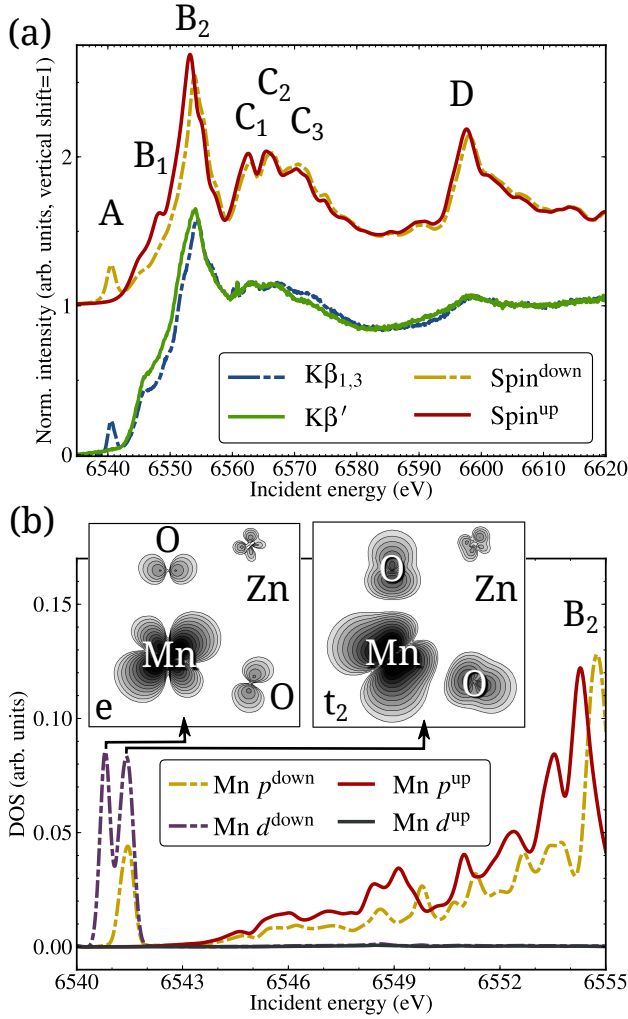 (a)
Norm. intensity (arb. units, vertical shift=1)
2
1
0
A
B₁
B₂
C₁
C₂
C₃
D
Kβ₁,₃
Kβ′
Spinᵈᵒʷⁿ
Spinᵘᵖ
6540 6550 6560 6570 6580 6590 6600 6610 6620
Incident energy (eV)
(b)
DOS (arb. units)
0.15
0.10
0.05
0.00
O
Zn
Mn
O
e
O
Zn
Mn
O
t₂
B₂
Mn pᵈᵒʷⁿ
Mn dᵈᵒʷⁿ
Mn pᵘᵖ
Mn dᵘᵖ
6540 6543 6546 6549 6552 6555
Incident energy (eV)